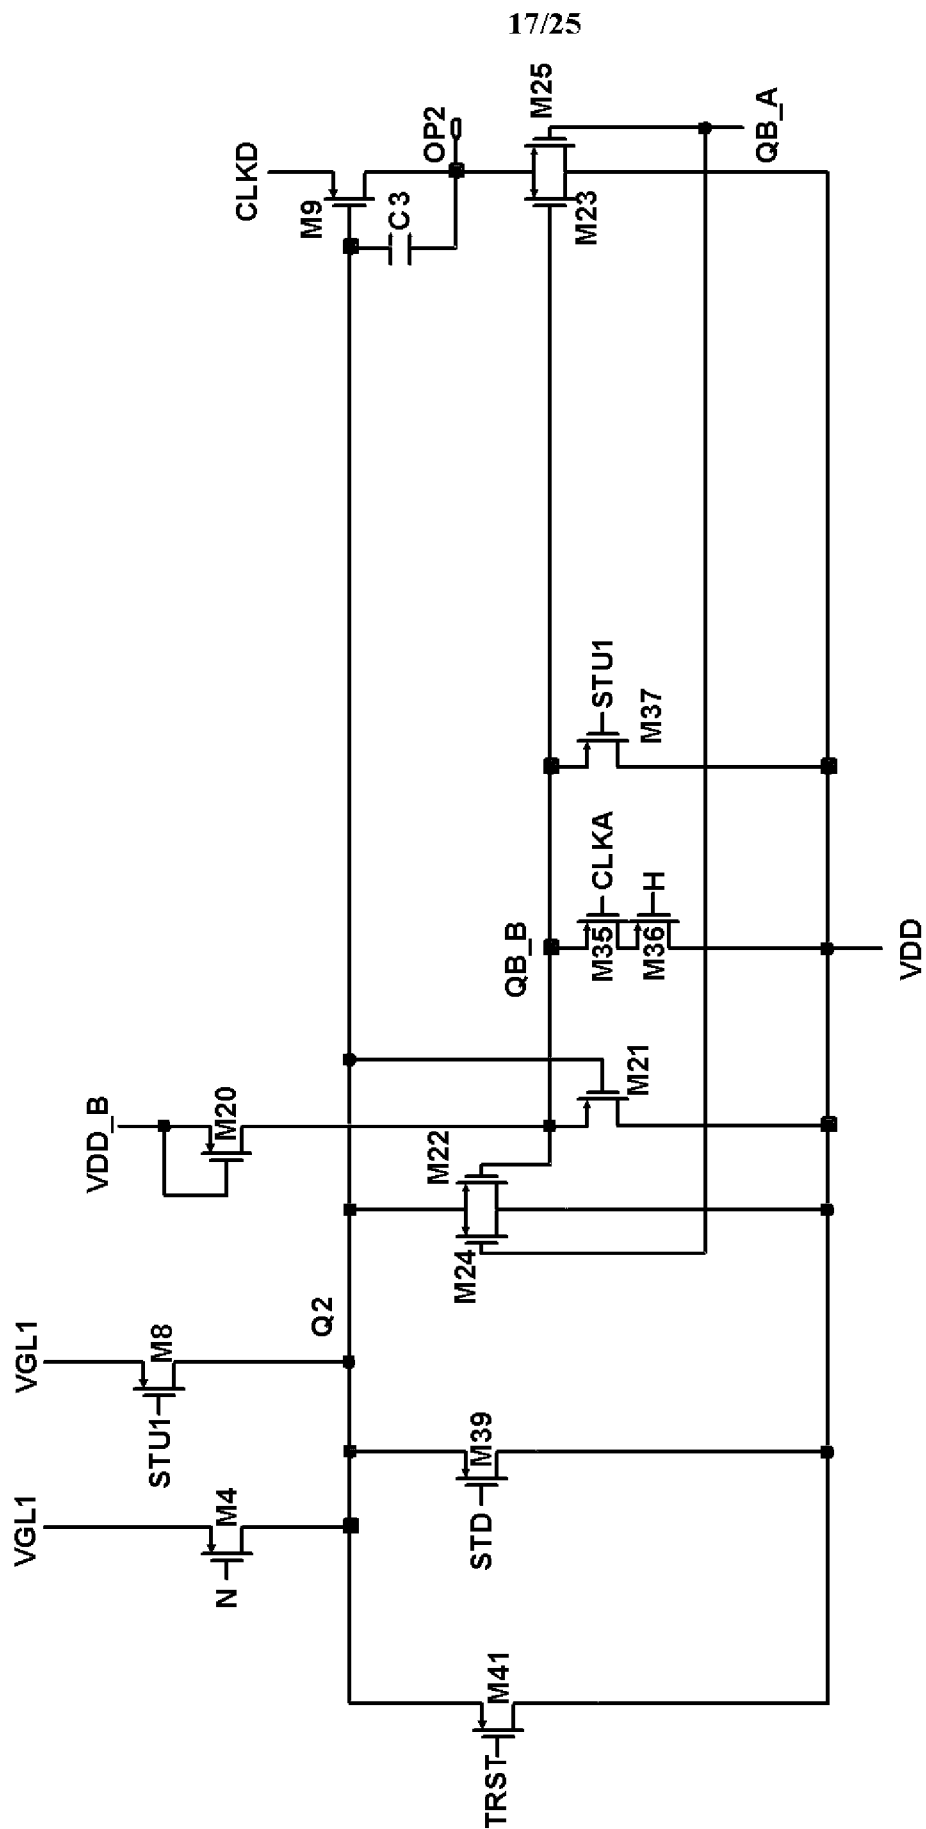 17/25
CLKD
M9
C3
OP2
M25
M23
QB_A
STU1
M37
CLKA
H
M35
M36
QB_B
VDD
VDD_B
M20
M21
M22
M24
Q2
VGL1
M8
STU1
VGL1
M4
N
M39
STD
M41
TRST